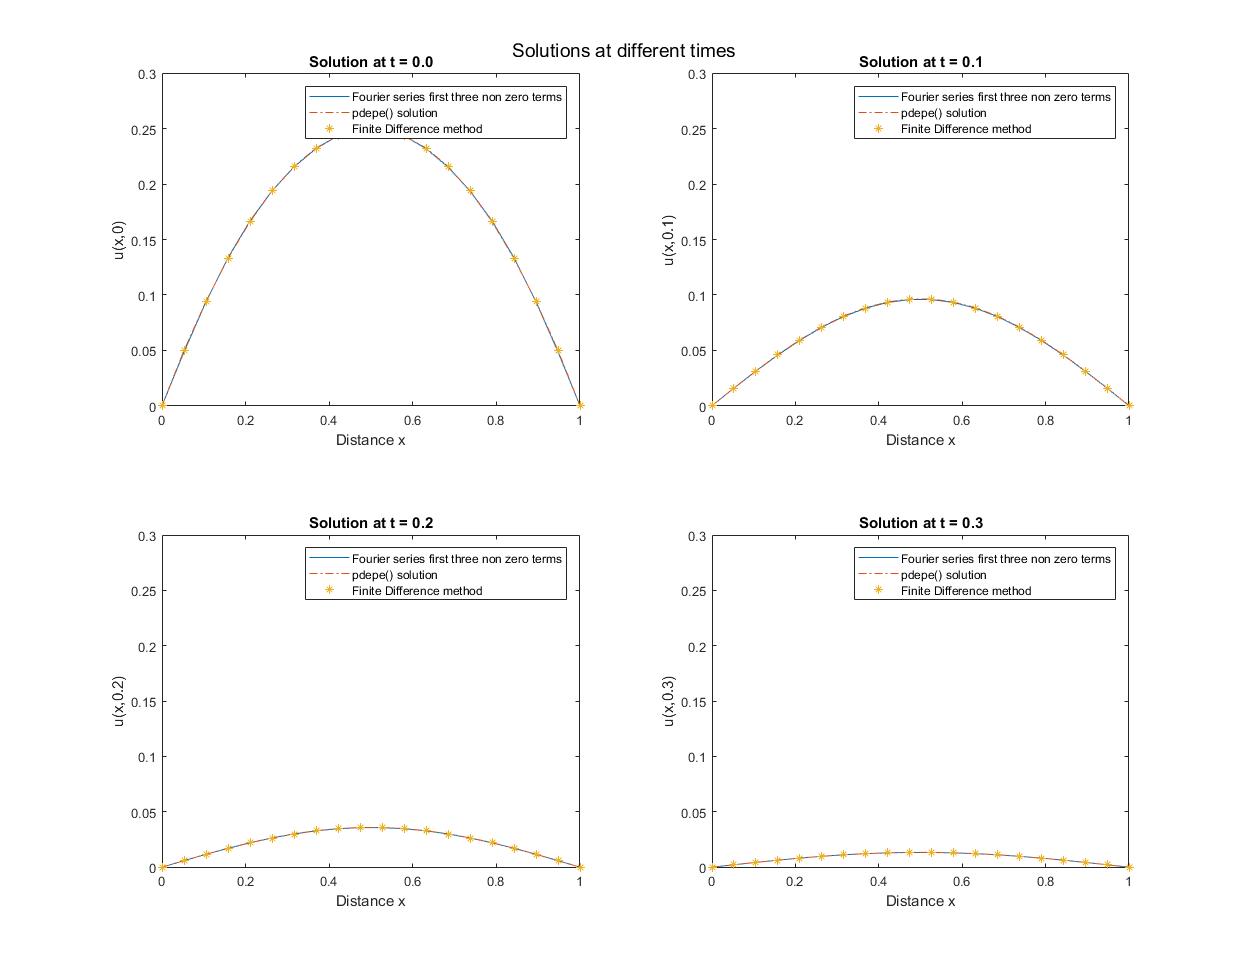 Solutions at different times
Solution at t = 0.0
0.3
0.25
0.2
0.15
0.1
0.05
0
u(x,0)
Fourier series first three non zero terms
pdepe() solution
Finite Difference method
0
0.2
0.4
0.6
0.8
1
Distance x
Solution at t = 0.1
0.3
0.25
0.2
0.15
0.1
0.05
0
u(x,0.1)
Fourier series first three non zero terms
pdepe() solution
Finite Difference method
0
0.2
0.4
0.6
0.8
1
Distance x
Solution at t = 0.2
0.3
0.25
0.2
0.15
0.1
0.05
0
u(x,0.2)
Fourier series first three non zero terms
pdepe() solution
Finite Difference method
0
0.2
0.4
0.6
0.8
1
Distance x
Solution at t = 0.3
0.3
0.25
0.2
0.15
0.1
0.05
0
u(x,0.3)
Fourier series first three non zero terms
pdepe() solution
Finite Difference method
0
0.2
0.4
0.6
0.8
1
Distance x